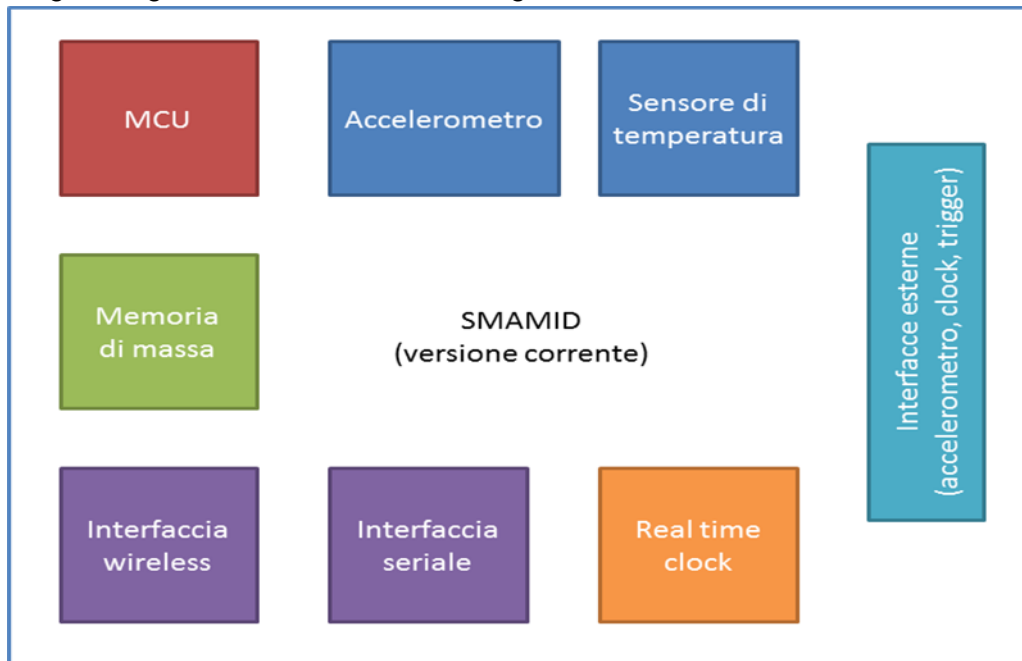 MCU
Accelerometro
Sensore di
temperatura
Memoria
di massa
SMAMID
(versione corrente)
Interfacce esterne
(accelerometro, clock, trigger)
Interfaccia
wireless
Interfaccia
seriale
Real time
clock